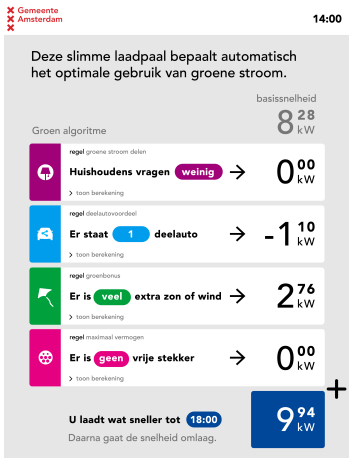 Gemeente
Amsterdam
14:00
Deze slimme laadpaal bepaalt automatisch
het optimale gebruik van groene stroom.
basissnelheid
Groen algoritme
8 28 kW
regel groene stroom delen
Huishoudens vragen weinig → 0 00 kW
> toon berekening
regel deelautovoordeel
Er staat 1 deelauto → -1 10 kW
> toon berekening
regel groenbonus
Er is veel extra zon of wind → 2 76 kW
> toon berekening
regel maximaal vermogen
Er is geen vrije stekker → 0 00 kW
> toon berekening
+
U laadt wat sneller tot 18:00
Daarna gaat de snelheid omlaag.
9 94 kW